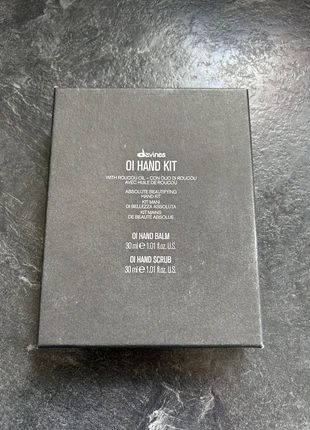 davines
OI HAND KIT
WITH ROUCOU OIL – CON OLIO DI ROUCOU
AVEC HUILE DE ROUCOU
ABSOLUTE BEAUTIFYING
HAND KIT
KIT MANI
DI BELLEZZA ASSOLUTA
KIT MAINS
DE BEAUTÉ ABSOLUE
OI HAND BALM
30 ml ℮ 1.01 fl.oz. U.S.
OI HAND SCRUB
30 ml ℮ 1.01 fl.oz. U.S.